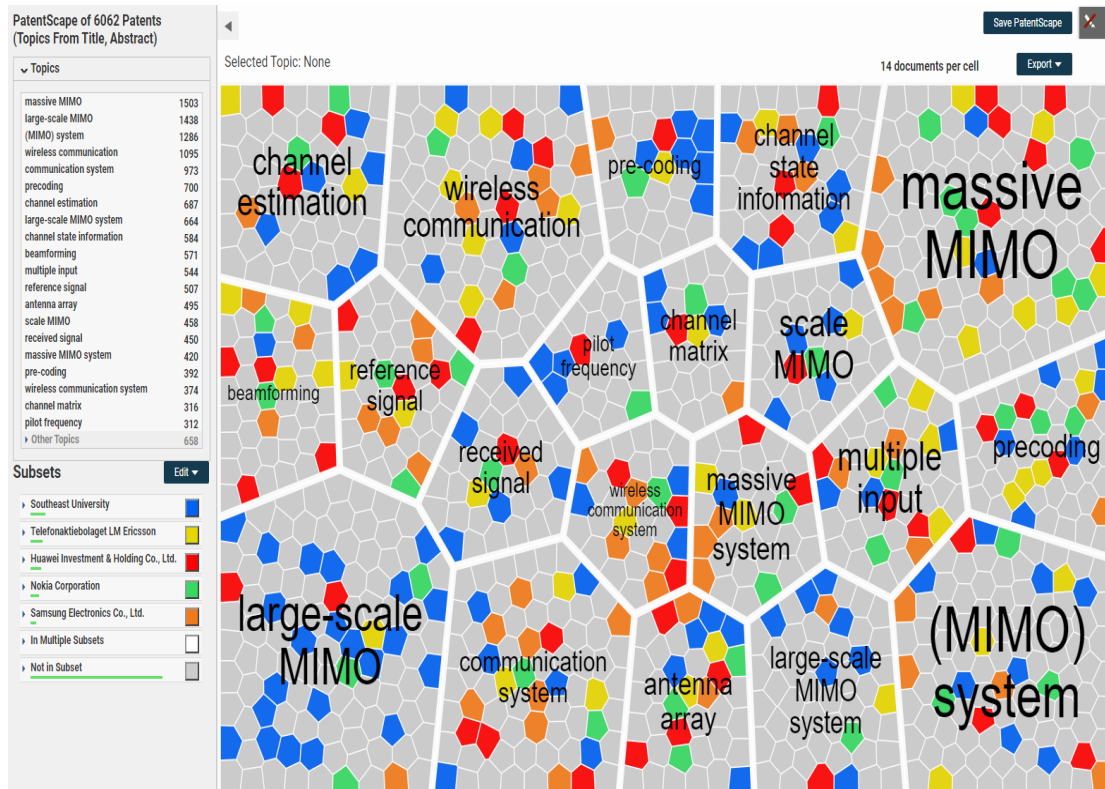 PatentScape of 6062 Patents
(Topics From Title, Abstract)
Save PatentScape
Topics
Selected Topic: None
14 documents per cell
Export
massive MIMO 1503
large-scale MIMO 1438
(MIMO) system 1286
wireless communication 1095
communication system 973
precoding 700
channel estimation 687
large-scale MIMO system 664
channel state information 584
beamforming 571
multiple input 544
reference signal 507
antenna array 495
scale MIMO 458
received signal 450
massive MIMO system 420
pre-coding 392
wireless communication system 374
channel matrix 316
pilot frequency 312
Other Topics 658
Subsets
Edit
Southeast University
Telefonaktiebolaget LM Ericsson
Huawei Investment & Holding Co., Ltd.
Nokia Corporation
Samsung Electronics Co., Ltd.
In Multiple Subsets
Not in Subset
channel
estimation
wireless
communication
pre-coding
channel
state
information
massive
MIMO
beamforming
reference
signal
pilot
frequency
channel
matrix
scale
MIMO
received
signal
wireless
communication
system
massive
MIMO
system
multiple
input
precoding
large-scale
MIMO
communication
system
antenna
array
large-scale
MIMO
system
(MIMO)
system